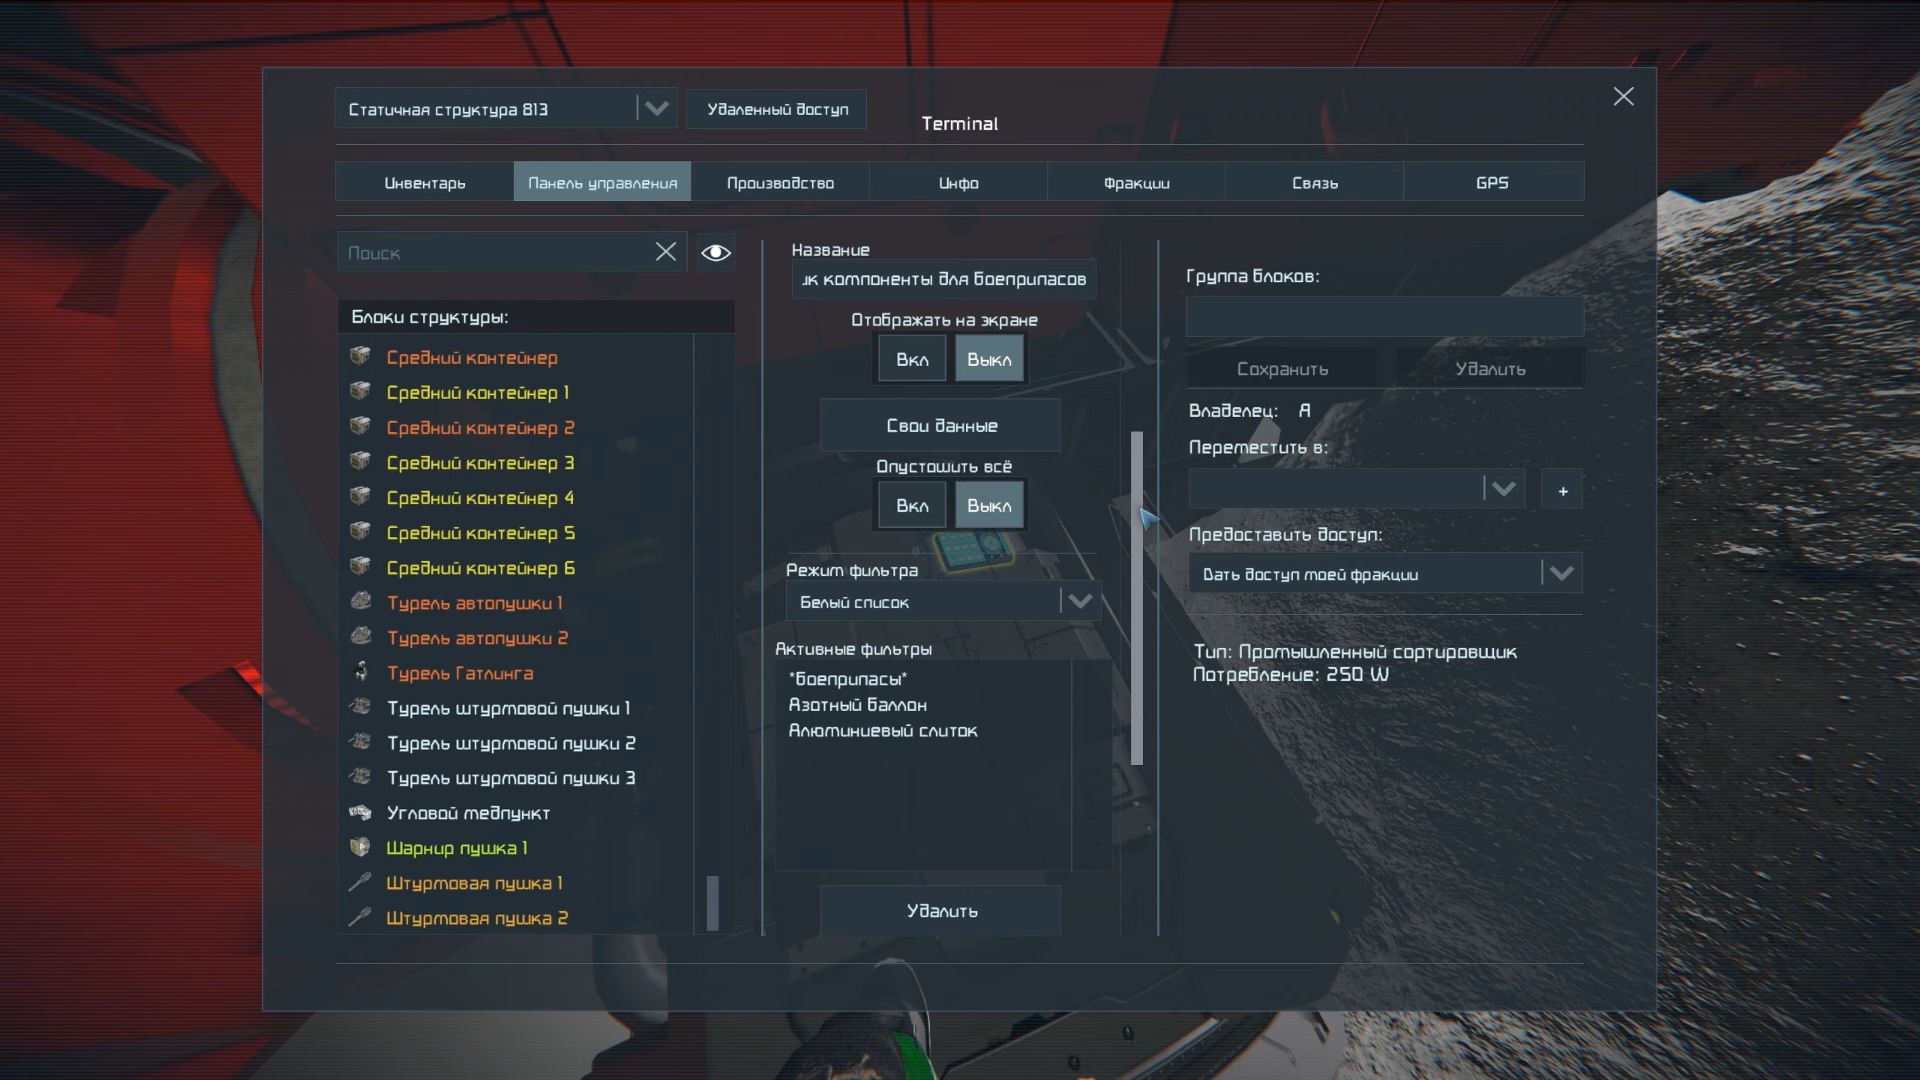 Статичная структура 813
Удаленный доступ
Terminal
Инвентарь
Панель управления
Производство
Инфо
Фракции
Связь
GPS
Поиск
Блоки структуры:
Средний контейнер
Средний контейнер 1
Средний контейнер 2
Средний контейнер 3
Средний контейнер 4
Средний контейнер 5
Средний контейнер 6
Турель автопушки 1
Турель автопушки 2
Турель Гатлинга
Турель штурмовой пушки 1
Турель штурмовой пушки 2
Турель штурмовой пушки 3
Угловой медпункт
Шарнир пушка 1
Штурмовая пушка 1
Штурмовая пушка 2
Название
к компоненты для боеприпасов
Отображать на экране
Вкл
Выкл
Свои данные
Опустошить всё
Вкл
Выкл
Режим фильтра
Белый список
Активные фильтры
*боеприпасы*
Азотный баллон
Алюминиевый слиток
Удалить
Группа блоков:
Сохранить
Удалить
Владелец: Я
Переместить в:
+
Предоставить доступ:
Дать доступ моей фракции
Тип: Промышленный сортировщик
Потребление: 250 W